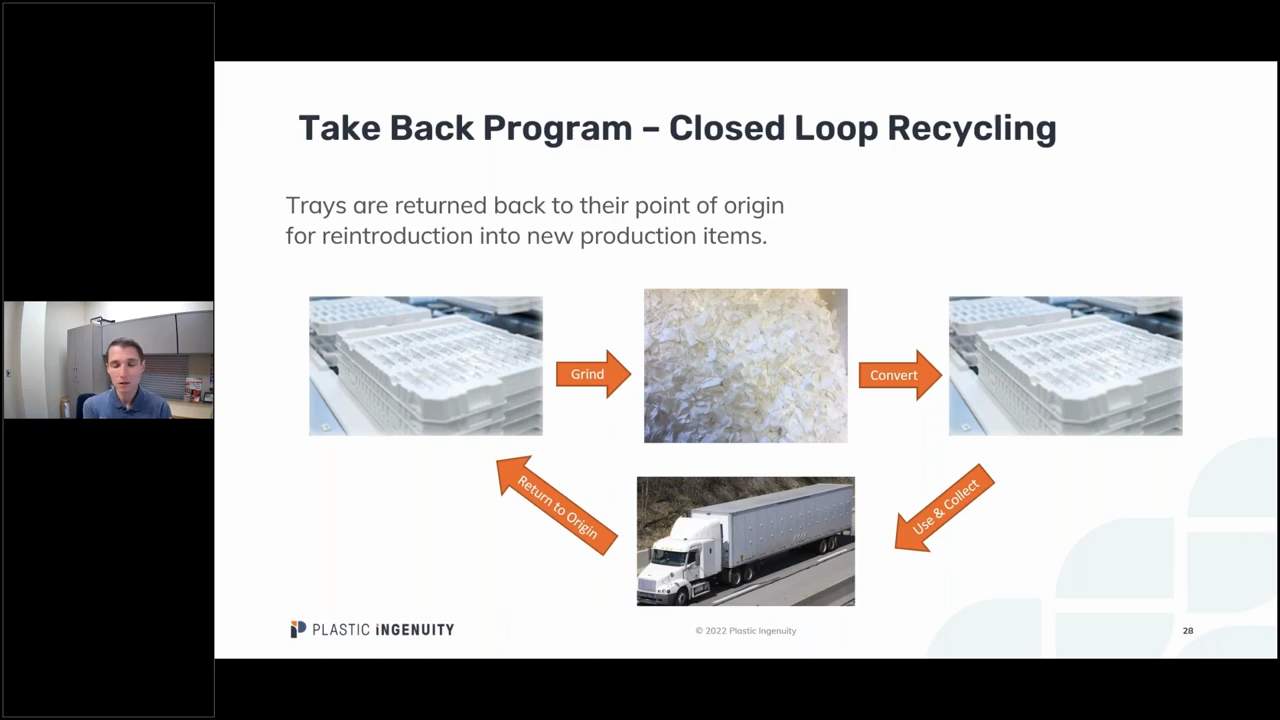 Take Back Program – Closed Loop Recycling
Trays are returned back to their point of origin
for reintroduction into new production items.
Grind
Convert
Return to Origin
Use & Collect
PLASTIC INGENUITY
© 2022 Plastic Ingenuity
28